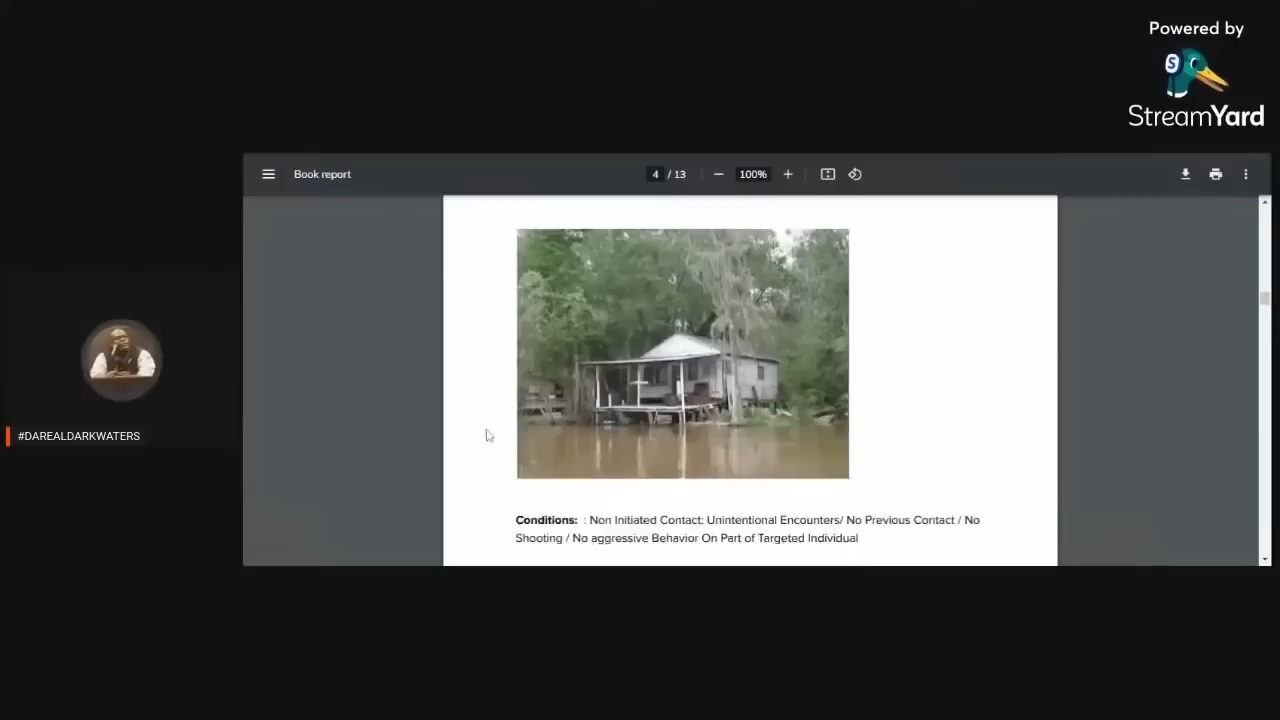 Powered by
StreamYard
Book report
4 / 13
100%
#DAREALDARKWATERS
Conditions: : Non Initiated Contact: Unintentional Encounters/ No Previous Contact / No
Shooting / No aggressive Behavior On Part of Targeted Individual